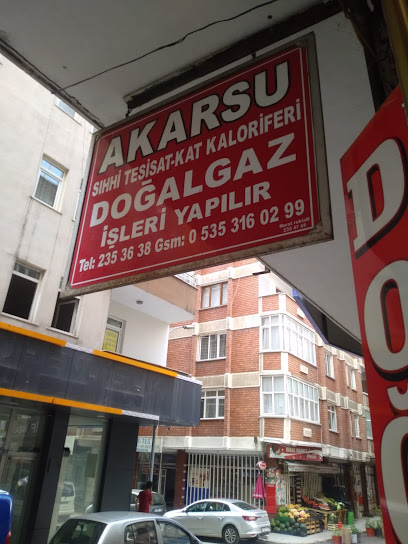 AKARSU
SIHHİ TESİSAT-KAT KALORİFERİ
DOĞALGAZ
İŞLERİ YAPILIR
Tel: 235 36 38 Gsm: 0 535 316 02 99
DOĞ